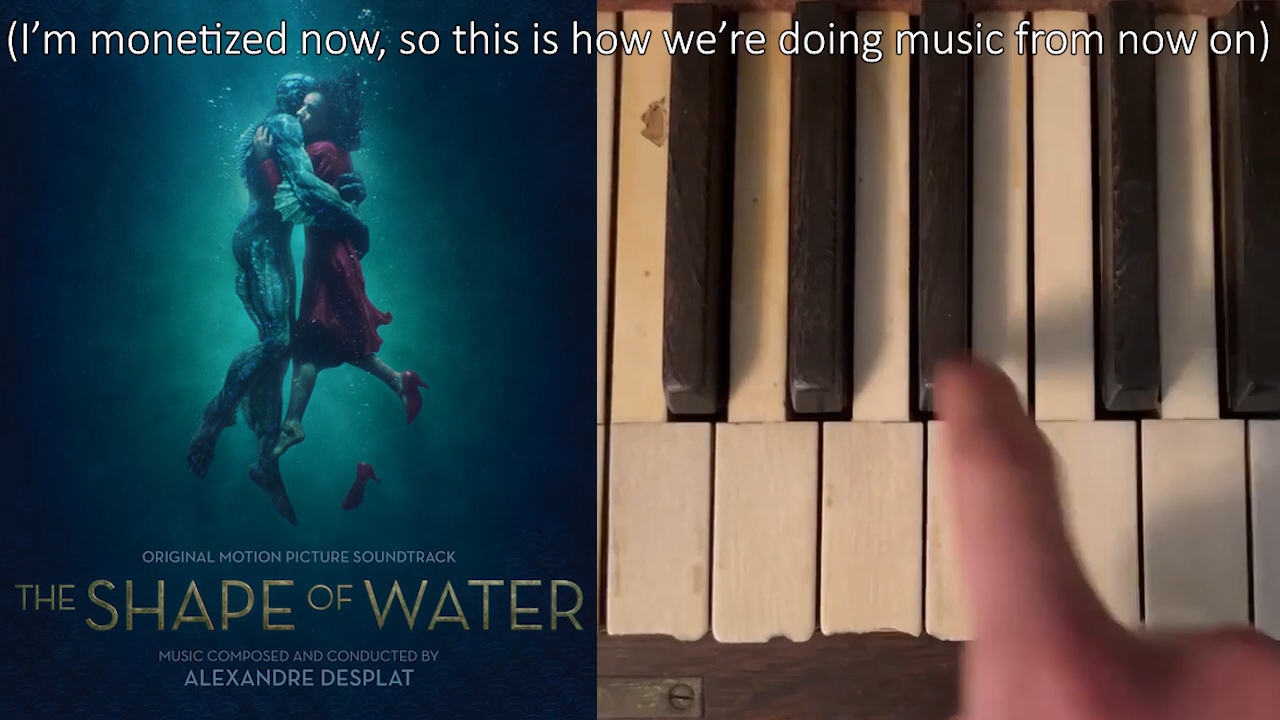 (I’m monetized now, so this is how we’re doing music from now on)
ORIGINAL MOTION PICTURE SOUNDTRACK
THE SHAPE OF WATER
MUSIC COMPOSED AND CONDUCTED BY
ALEXANDRE DESPLAT